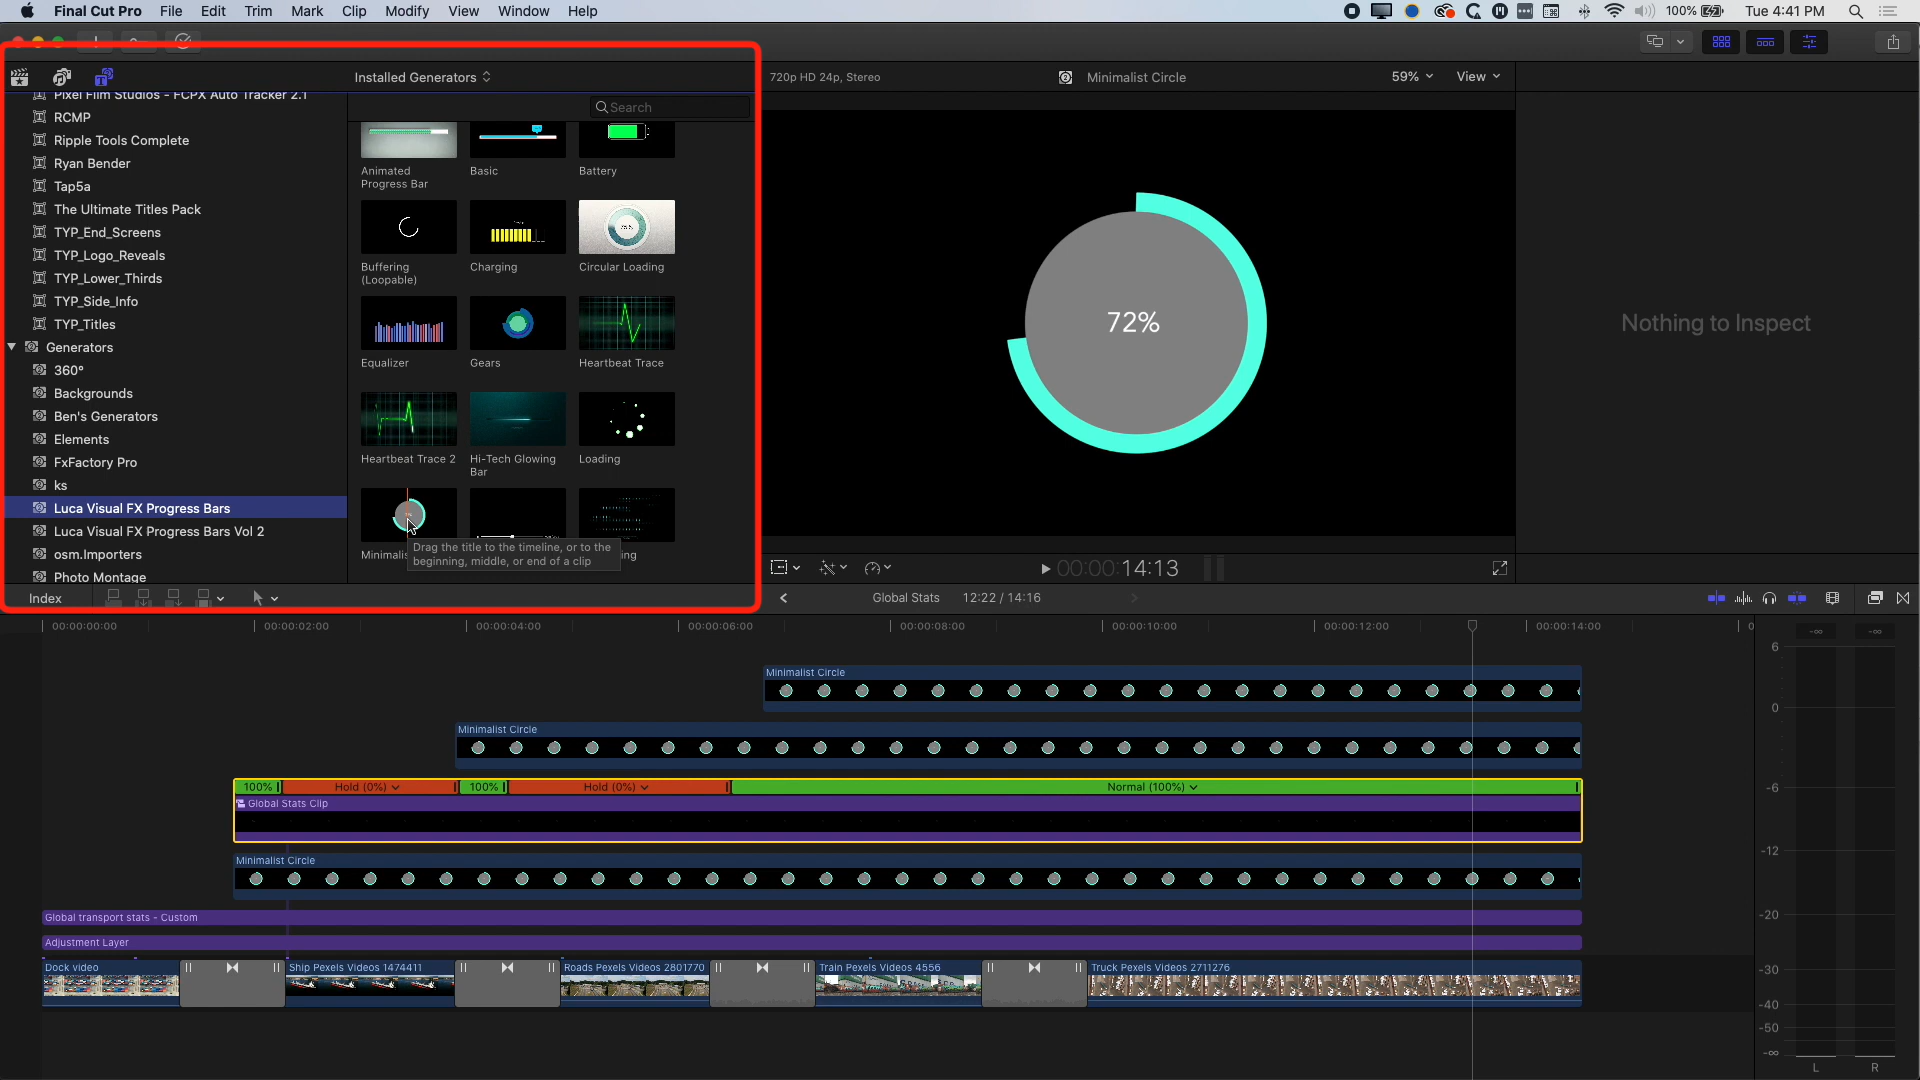 Final Cut Pro File Edit Trim Mark Clip Modify View Window Help
100% Tue 4:41 PM
Installed Generators
720p HD 24p, Stereo
Minimalist Circle
59% View
Pixel Film Studios - FCPX Auto Tracker 2.1
Search
RCMP
Ripple Tools Complete
Ryan Bender
Tap5a
The Ultimate Titles Pack
TYP_End_Screens
TYP_Logo_Reveals
TYP_Lower_Thirds
TYP_Side_Info
TYP_Titles
Generators
360°
Backgrounds
Ben's Generators
Elements
FxFactory Pro
ks
Luca Visual FX Progress Bars
Luca Visual FX Progress Bars Vol 2
osm.Importers
Photo Montage
Animated
Progress Bar
Basic
Battery
Buffering
(Loopable)
Charging
75%
Circular Loading
Equalizer
Gears
Heartbeat Trace
Heartbeat Trace 2
Hi-Tech Glowing
Bar
Loading
Minimalis
ing
Drag the title to the timeline, or to the
beginning, middle, or end of a clip
72%
Nothing to Inspect
00:00:14:13
Index
Global Stats 12:22 / 14:16
00:00:00:00 00:00:02:00 00:00:04:00 00:00:06:00 00:00:08:00 00:00:10:00 00:00:12:00 00:00:14:00 0
Minimalist Circle
Minimalist Circle
100% Hold (0%) 100% Hold (0%) Normal (100%)
Global Stats Clip
Minimalist Circle
Global transport stats - Custom
Adjustment Layer
Dock video
Ship Pexels Videos 1474411
Roads Pexels Videos 2801770
Train Pexels Videos 4556
Truck Pexels Videos 2711276
-∞ -∞
6
0
-6
-12
-20
-30
-40
-50
-∞
L R